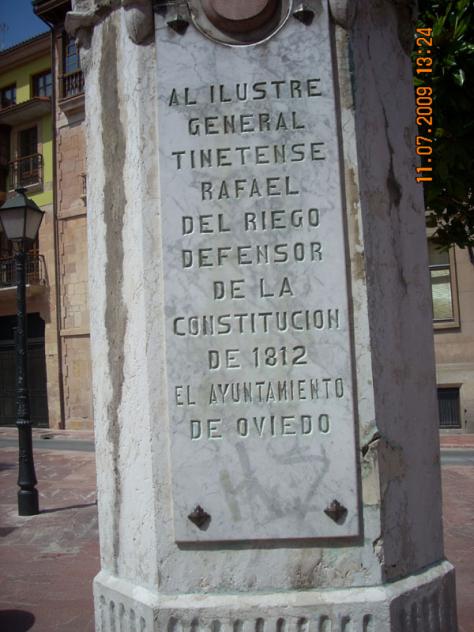 AL ILUSTRE
GENERAL
TINETENSE
RAFAEL
DEL RIEGO
DEFENSOR
DE LA
CONSTITUCION
DE 1812
EL AYUNTAMIENTO
DE OVIEDO
11.07.2009 13:24